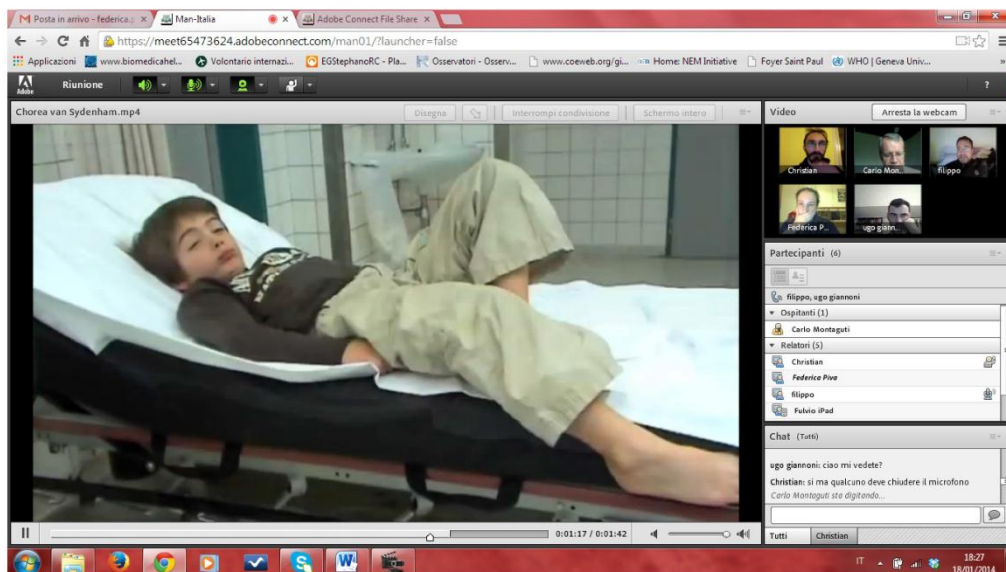 Posta in arrivo - federica.p
Man-Italia
Adobe Connect File Share
https://meet65473624.adobeconnect.com/man01/?launcher=false
Applicazioni www.biomedicahel... Volontario internazi... EGStephanoRC - Pla... Osservatori - Osserv... www.coeweb.org/gi... Home: NEM Initiative Foyer Saint Paul WHO | Geneva Univ... »
Adobe Riunione ?
Chorea van Sydenham.mp4 Disegna Interrompi condivisione Schermo intero
Video Arresta la webcam
Christian Carlo Mon... filippo
Federica P... ugo giann...
Partecipanti (6)
filippo, ugo giannoni
Ospitanti (1)
Carlo Montaguti
Relatori (5)
Christian
Federica Piva
filippo
Fulvio iPad
Chat (Tutti)
ugo giannoni: ciao mi vedete?
Christian: si ma qualcuno deve chiudere il microfono
Carlo Montaguti sta digitando...
0:01:17 / 0:01:42
Tutti Christian
IT 18:27
18/01/2014